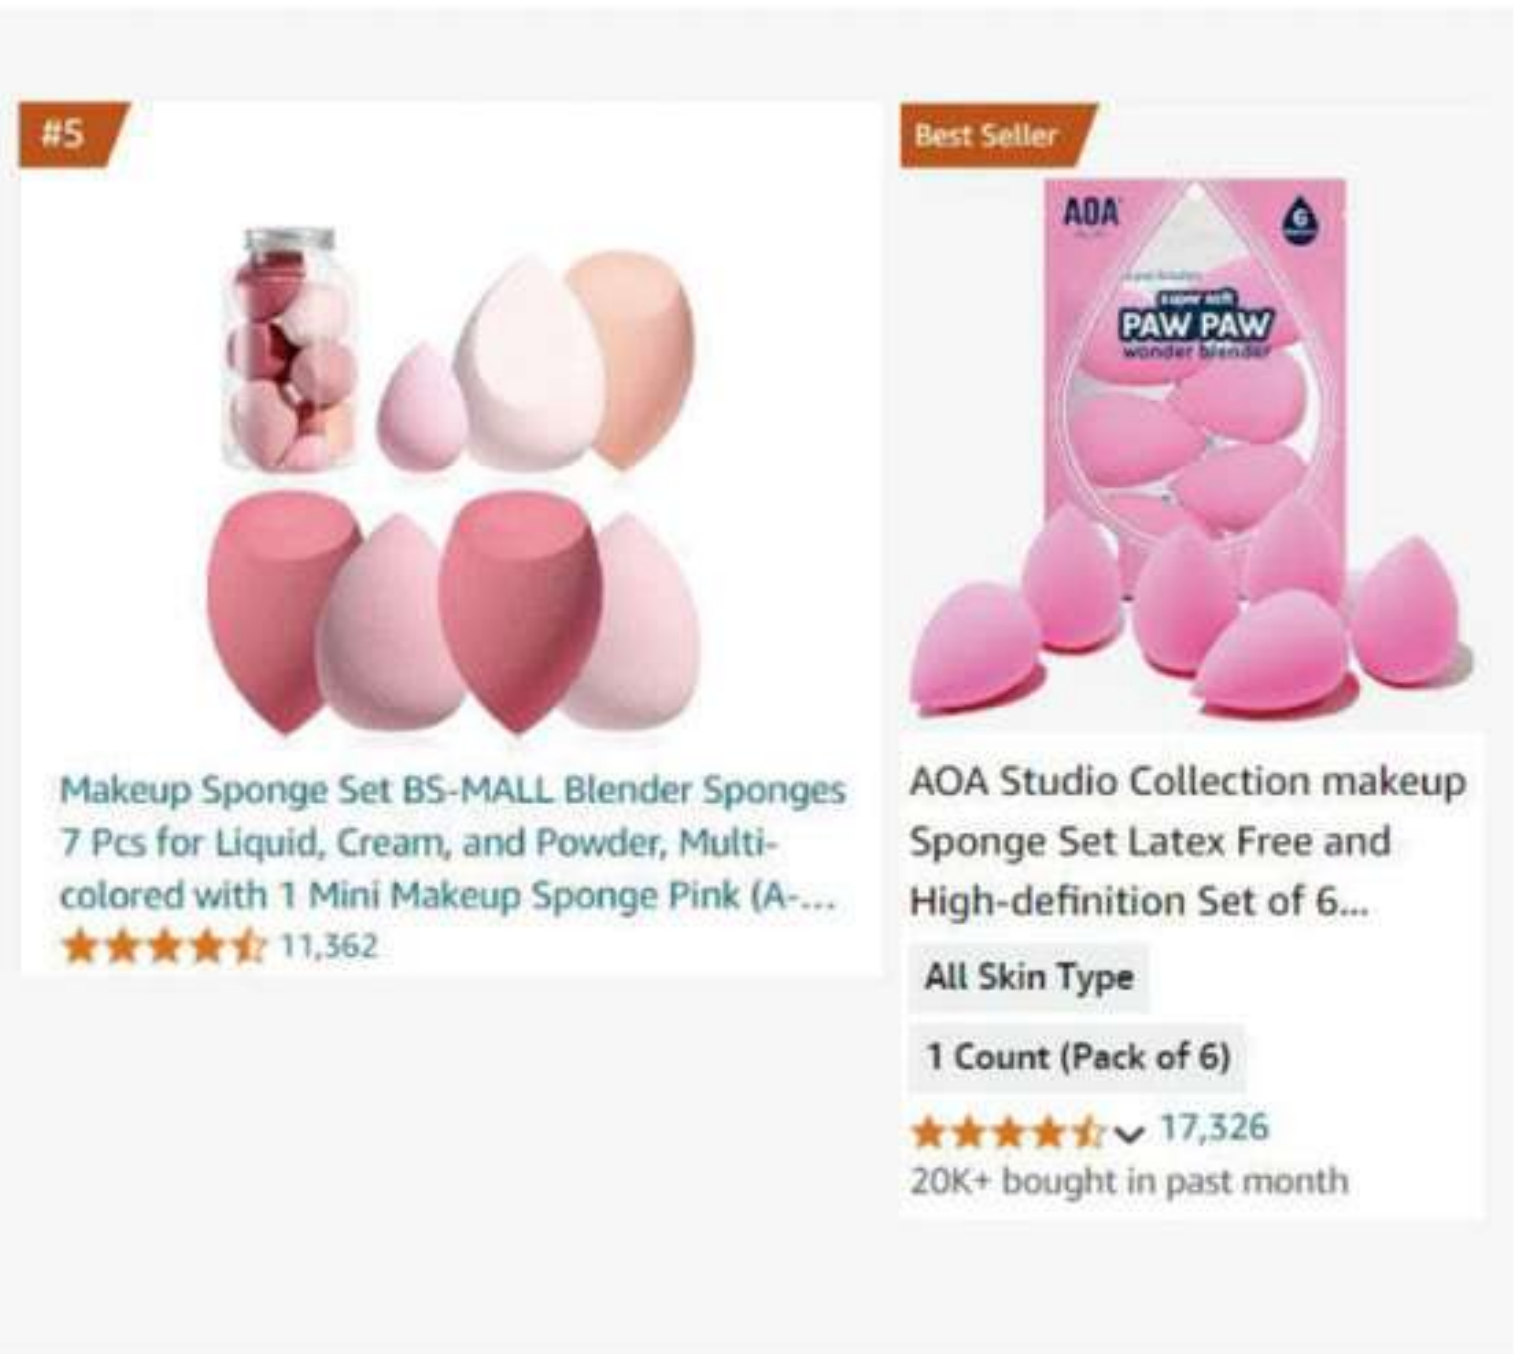 #5
Makeup Sponge Set BS-MALL Blender Sponges
7 Pcs for Liquid, Cream, and Powder, Multi-
colored with 1 Mini Makeup Sponge Pink (A-...
11,362
Best Seller
AOA
6
super soft
PAW PAW
wonder blender
AOA Studio Collection makeup
Sponge Set Latex Free and
High-definition Set of 6...
All Skin Type
1 Count (Pack of 6)
17,326
20K+ bought in past month